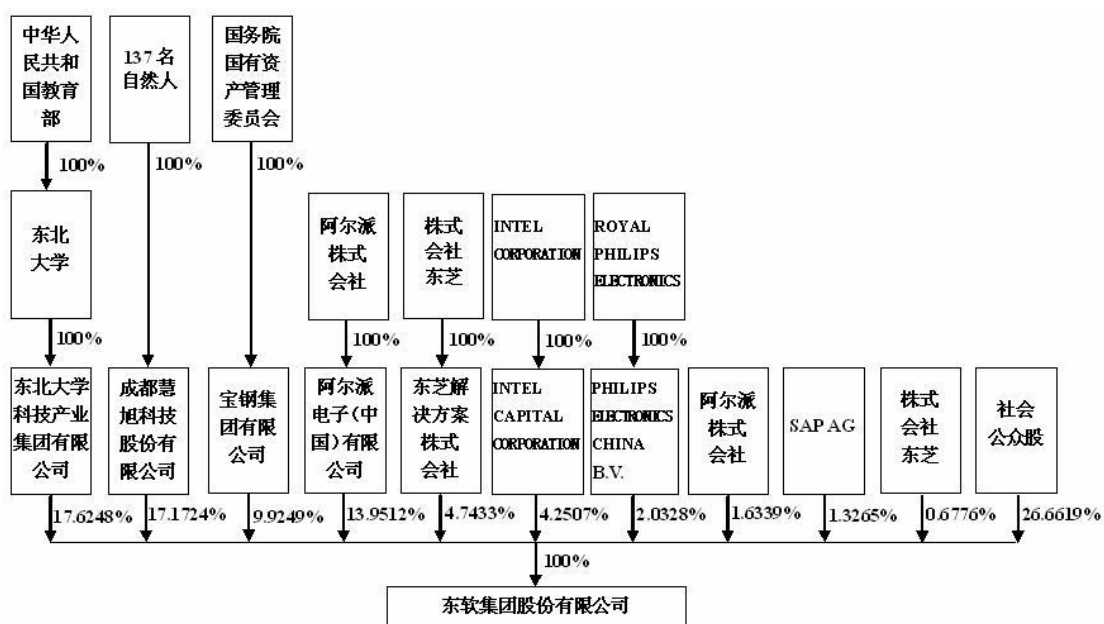 中华人
民共和
国教育
部
137 名
自然人
国务院
国有资
产管理
委员会
100%
100%
100%
东北
大学
阿尔派
株式
会社
株式
会社
东芝
INTEL
CORPORATION
ROYAL
PHILIPS
ELECTRONICS
100%
100%
100%
100%
100%
东北大学
科技产业
集团有限
公司
成都慧
旭科技
股份有
限公司
宝钢集
团有限
公司
阿尔派
电子（中
国）有限
公司
东芝解
决方案
株式
会社
INTEL
CAPITAL
CORPORATION
PHILIPS
ELECTRONICS
CHINA
B.V.
阿尔派
株式
会社
SAP AG
株式
会社
东芝
社会
公众股
17.6248%
17.1724%
9.9249%
13.9512%
4.7433%
4.2507%
2.0328%
1.6339%
1.3265%
0.6776%
26.6619%
100%
东软集团股份有限公司